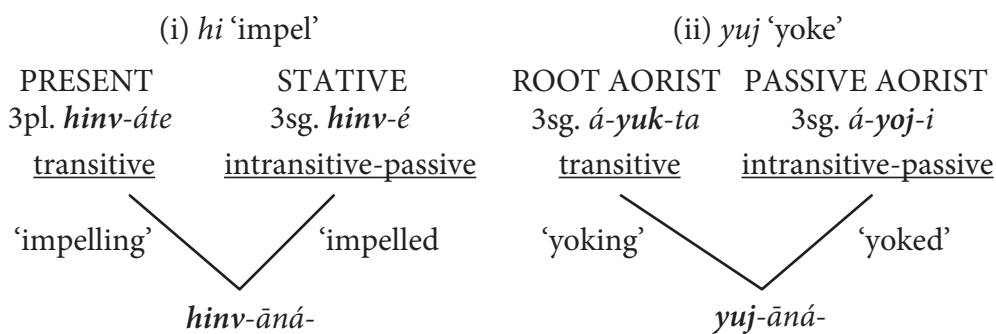 (i) hi ‘impel’ (ii) yuj ‘yoke’
PRESENT STATIVE ROOT AORIST PASSIVE AORIST
3pl. hinv-áte 3sg. hinv-é 3sg. á-yuk-ta 3sg. á-yoj-i
transitive intransitive-passive transitive intransitive-passive
‘impelling’ ‘impelled ‘yoking’ ‘yoked’
hinv-āná- yuj-āná-